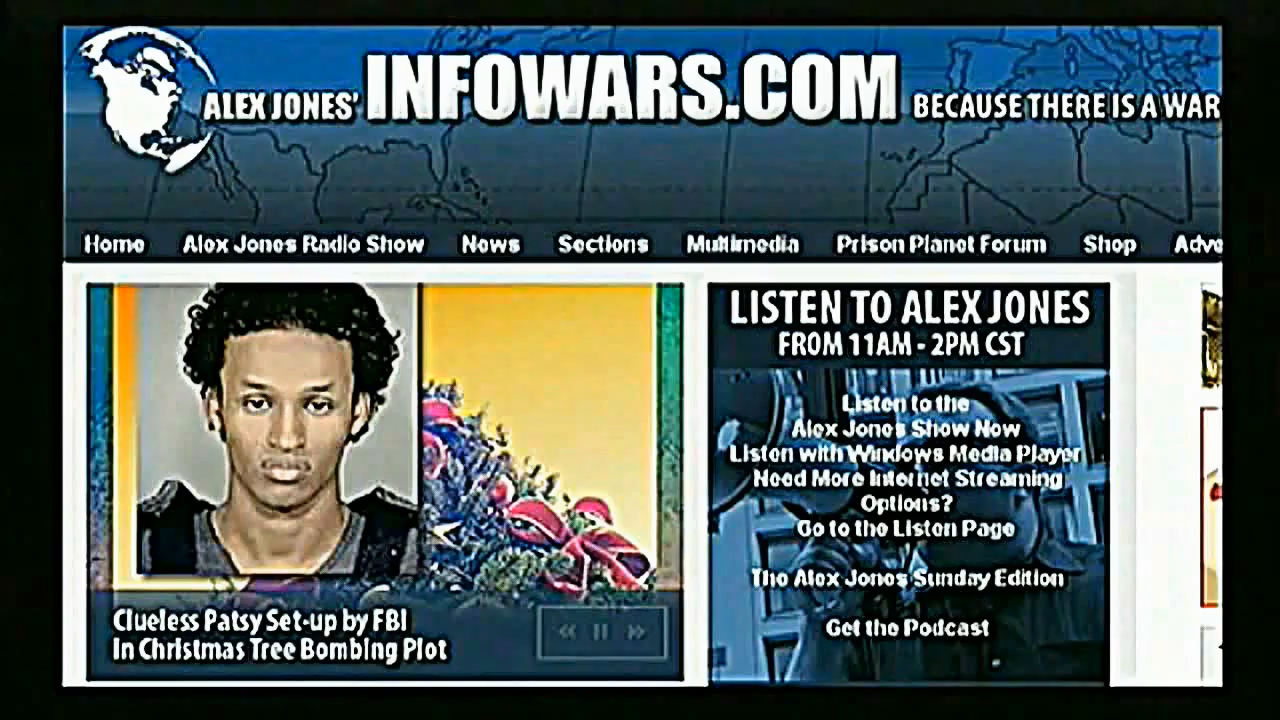 ALEX JONES' INFOWARS.COM BECAUSE THERE IS A WAR
Home Alex Jones Radio Show News Sections Multimedia Prison Planet Forum Shop Adve
LISTEN TO ALEX JONES
FROM 11AM - 2PM CST
Listen to the
Alex Jones Show Now
Listen with Windows Media Player
Need More Internet Streaming
Options?
Go to the Listen Page
The Alex Jones Sunday Edition
Get the Podcast
Clueless Patsy Set-up by FBI
In Christmas Tree Bombing Plot